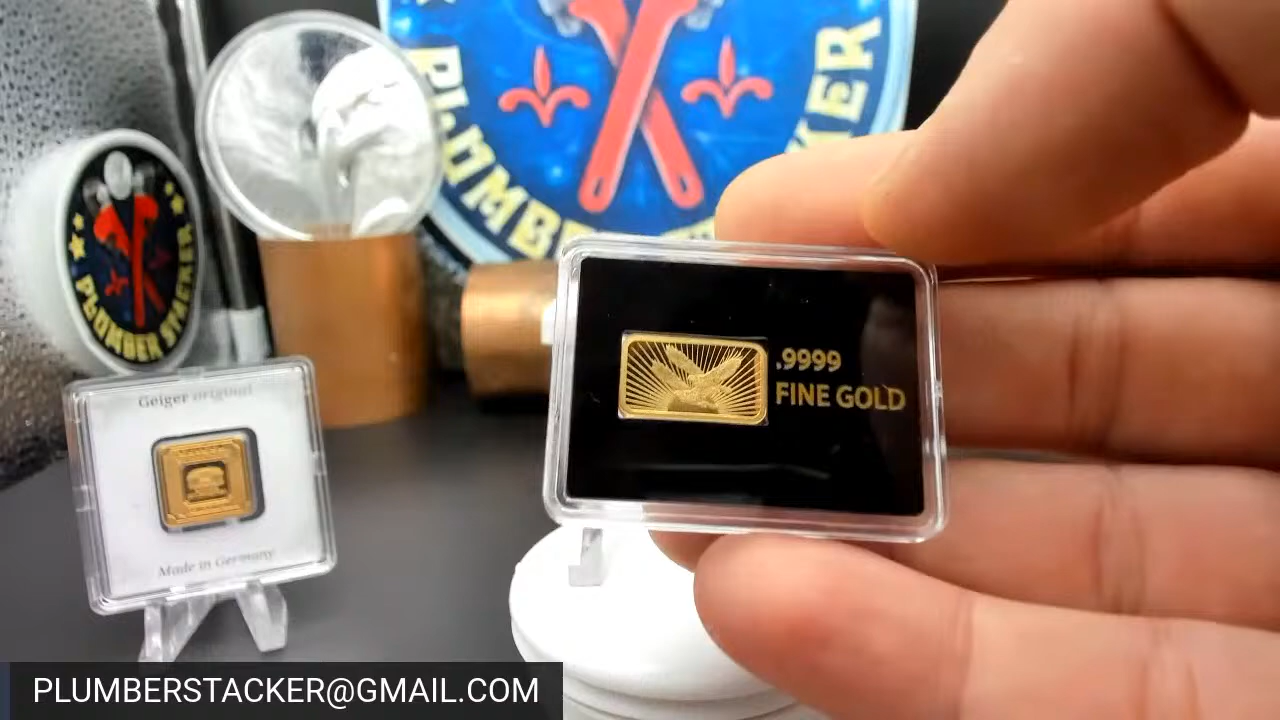 PLUMBER STACKER
PLUMBER STACKER
Geiger original
Made in Germany
.9999
FINE GOLD
PLUMBERSTACKER@GMAIL.COM